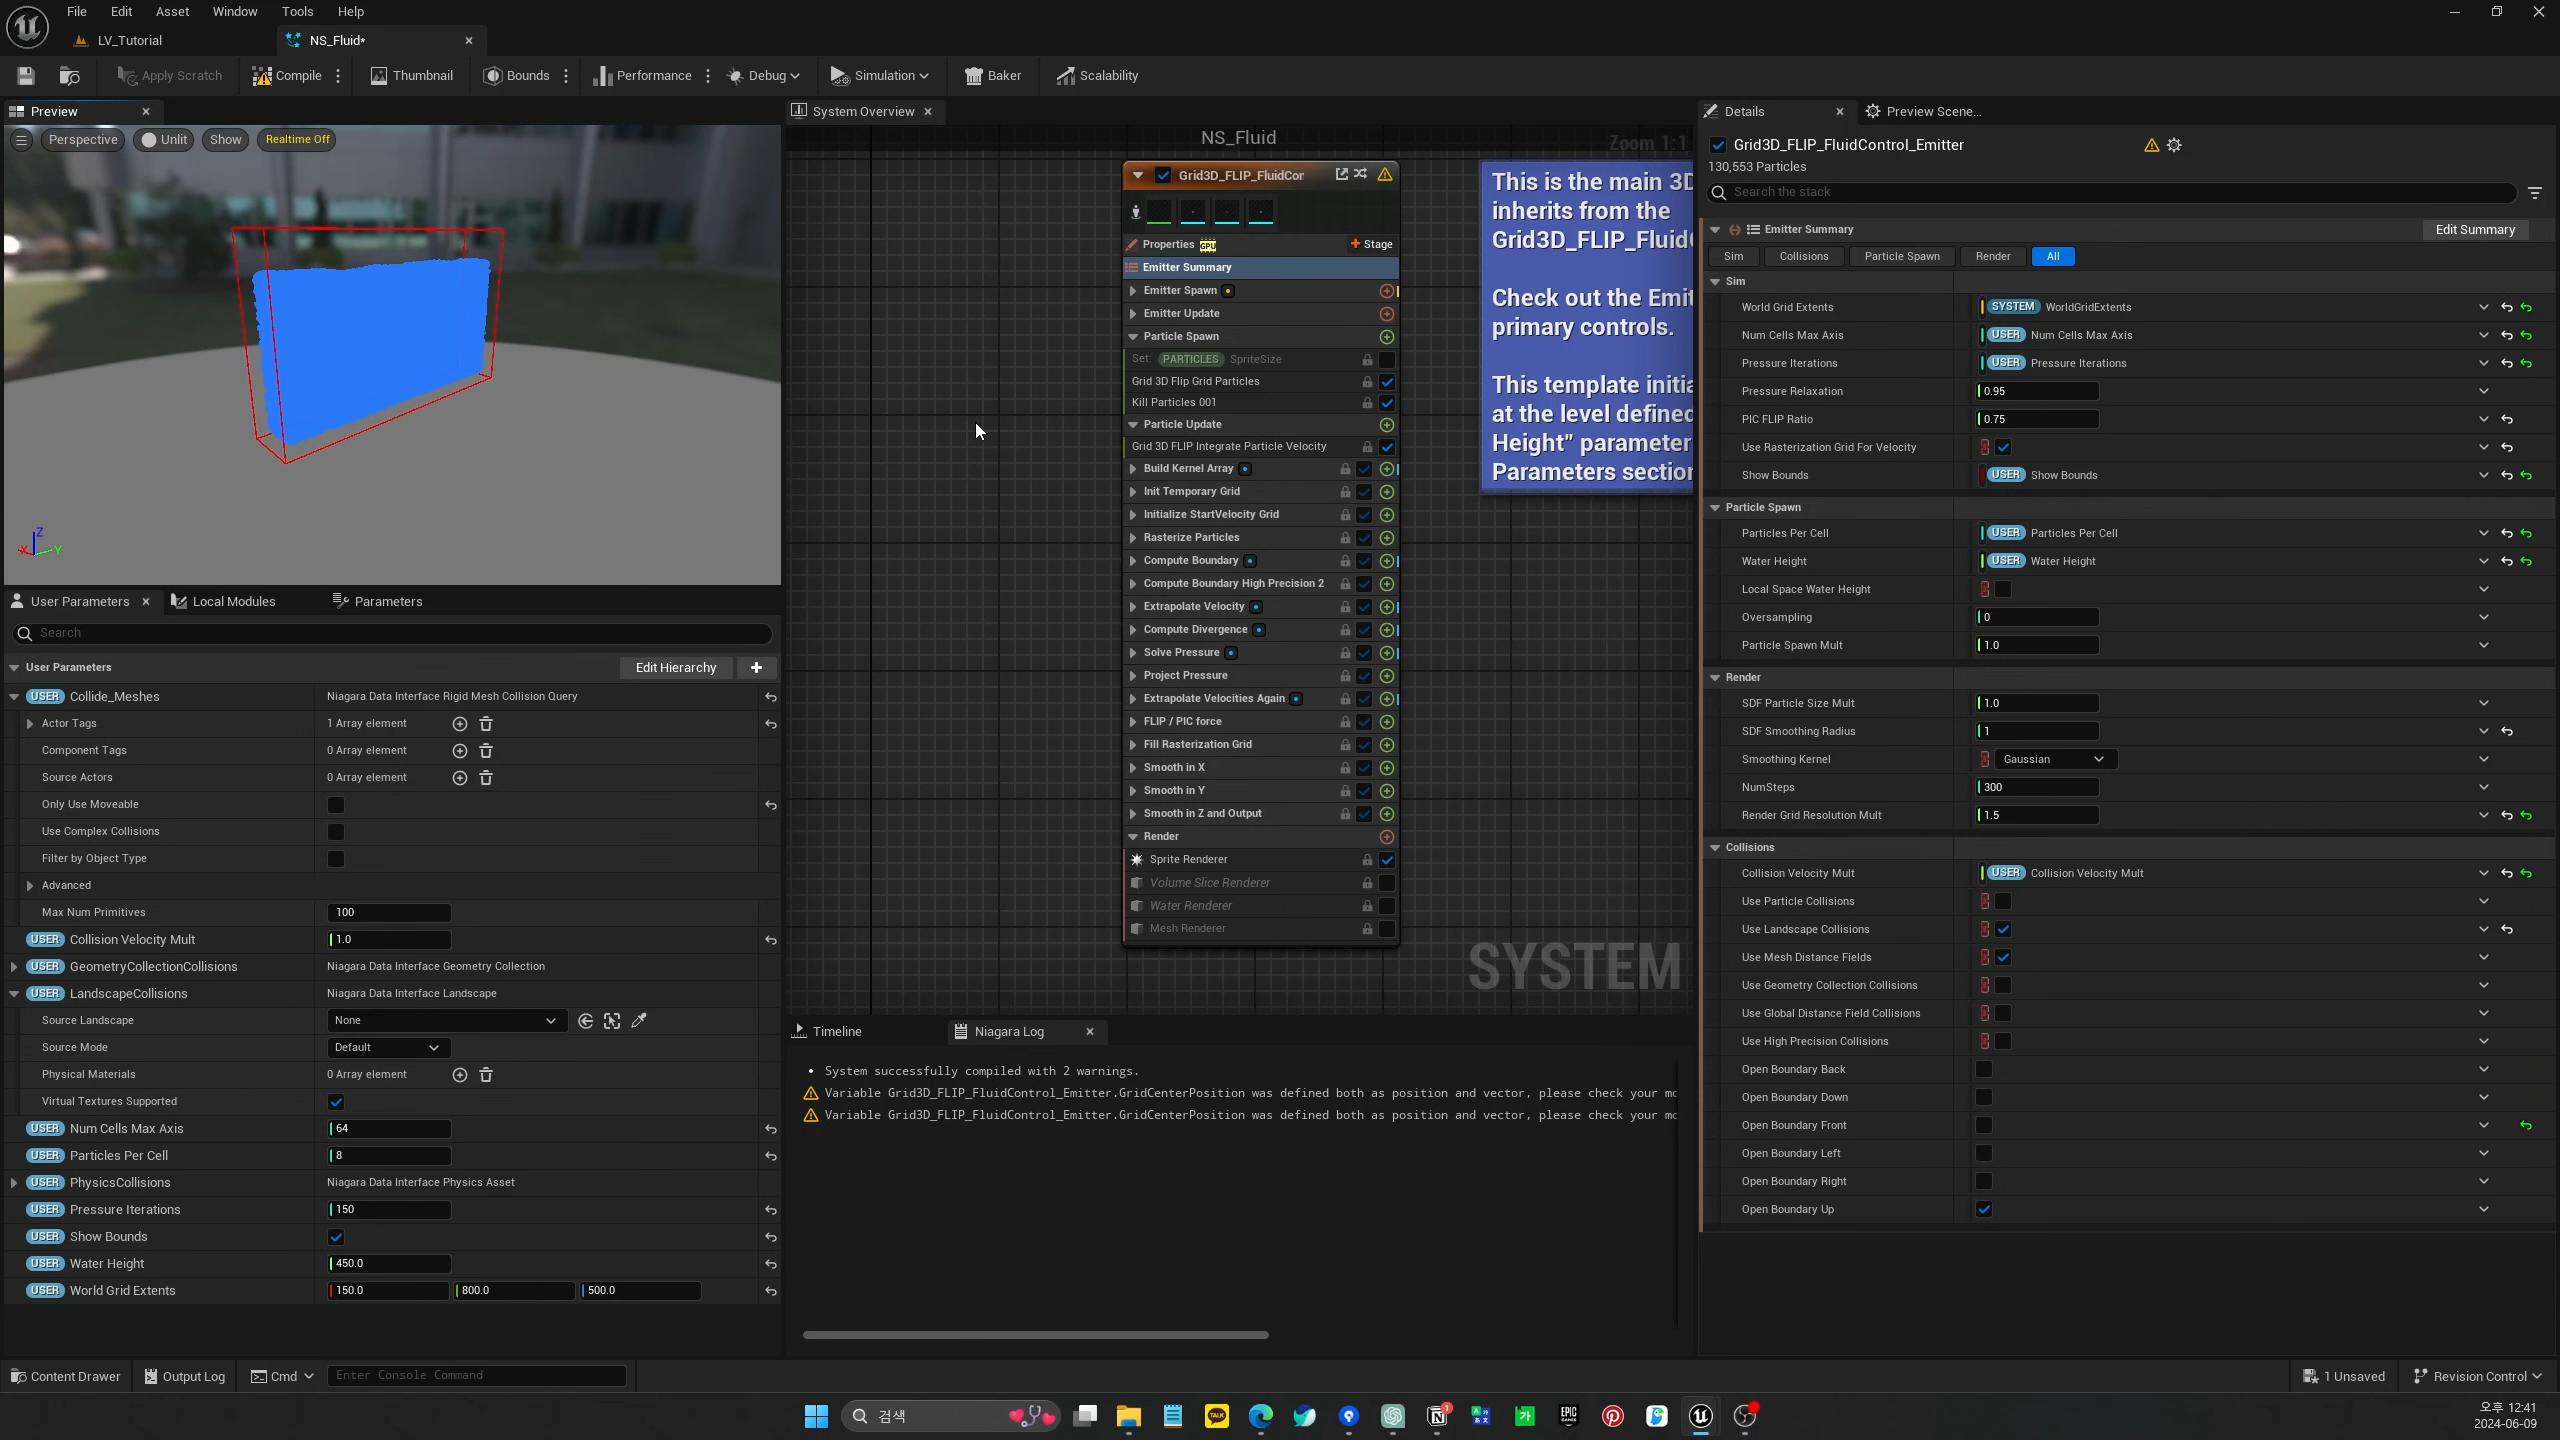 File Edit Asset Window Tools Help
LV_Tutorial NS_Fluid*
Apply Scratch Compile Thumbnail Bounds Performance Debug Simulation Baker Scalability
Preview
Perspective Unlit Show Realtime Off
Z
X Y
User Parameters Local Modules Parameters
Search
User Parameters Edit Hierarchy
USER Collide_Meshes Niagara Data Interface Rigid Mesh Collision Query
Actor Tags 1 Array element
Component Tags 0 Array element
Source Actors 0 Array element
Only Use Moveable
Use Complex Collisions
Filter by Object Type
Advanced
Max Num Primitives 100
USER Collision Velocity Mult 1.0
USER GeometryCollectionCollisions Niagara Data Interface Geometry Collection
USER LandscapeCollisions Niagara Data Interface Landscape
Source Landscape None
Source Mode Default
Physical Materials 0 Array element
Virtual Textures Supported
USER Num Cells Max Axis 64
USER Particles Per Cell 8
USER PhysicsCollisions Niagara Data Interface Physics Asset
USER Pressure Iterations 150
USER Show Bounds
USER Water Height 450.0
USER World Grid Extents 150.0 800.0 500.0
System Overview
NS_Fluid
Zoom 1:1
Grid3D_FLIP_FluidCor
Properties GPU + Stage
Emitter Summary
Emitter Spawn
Emitter Update
Particle Spawn
Set: PARTICLES SpriteSize
Grid 3D Flip Grid Particles
Kill Particles 001
Particle Update
Grid 3D FLIP Integrate Particle Velocity
Build Kernel Array
Init Temporary Grid
Initialize StartVelocity Grid
Rasterize Particles
Compute Boundary
Compute Boundary High Precision 2
Extrapolate Velocity
Compute Divergence
Solve Pressure
Project Pressure
Extrapolate Velocities Again
FLIP / PIC force
Fill Rasterization Grid
Smooth in X
Smooth in Y
Smooth in Z and Output
Render
Sprite Renderer
Volume Slice Renderer
Water Renderer
Mesh Renderer
This is the main 3D
inherits from the
Grid3D_FLIP_Fluid
Check out the Emit
primary controls.
This template initia
at the level defined
Height" parameter
Parameters section
SYSTEM
Timeline Niagara Log
• System successfully compiled with 2 warnings.
Variable Grid3D_FLIP_FluidControl_Emitter.GridCenterPosition was defined both as position and vector, please check your mo
Variable Grid3D_FLIP_FluidControl_Emitter.GridCenterPosition was defined both as position and vector, please check your mo
Details Preview Scene...
Grid3D_FLIP_FluidControl_Emitter
130,553 Particles
Search the stack
Emitter Summary Edit Summary
Sim Collisions Particle Spawn Render All
Sim
World Grid Extents SYSTEM WorldGridExtents
Num Cells Max Axis USER Num Cells Max Axis
Pressure Iterations USER Pressure Iterations
Pressure Relaxation 0.95
PIC FLIP Ratio 0.75
Use Rasterization Grid For Velocity
Show Bounds USER Show Bounds
Particle Spawn
Particles Per Cell USER Particles Per Cell
Water Height USER Water Height
Local Space Water Height
Oversampling 0
Particle Spawn Mult 1.0
Render
SDF Particle Size Mult 1.0
SDF Smoothing Radius 1
Smoothing Kernel Gaussian
NumSteps 300
Render Grid Resolution Mult 1.5
Collisions
Collision Velocity Mult USER Collision Velocity Mult
Use Particle Collisions
Use Landscape Collisions
Use Mesh Distance Fields
Use Geometry Collection Collisions
Use Global Distance Field Collisions
Use High Precision Collisions
Open Boundary Back
Open Boundary Down
Open Boundary Front
Open Boundary Left
Open Boundary Right
Open Boundary Up
Content Drawer Output Log Cmd Enter Console Command 1 Unsaved Revision Control
검색 TALK 1 가 EPIC GAMES
오후 12:41
2024-06-09